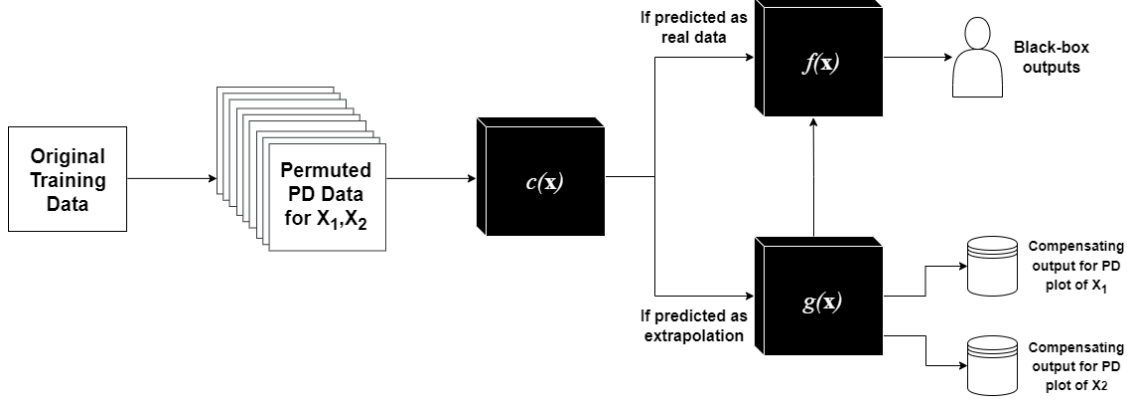 Original
Training
Data
Permuted
PD Data
for X₁,X₂
c(x)
If predicted as
real data
f(x)
Black-box
outputs
If predicted as
extrapolation
g(x)
Compensating
output for PD
plot of X₁
Compensating
output for PD
plot of X2